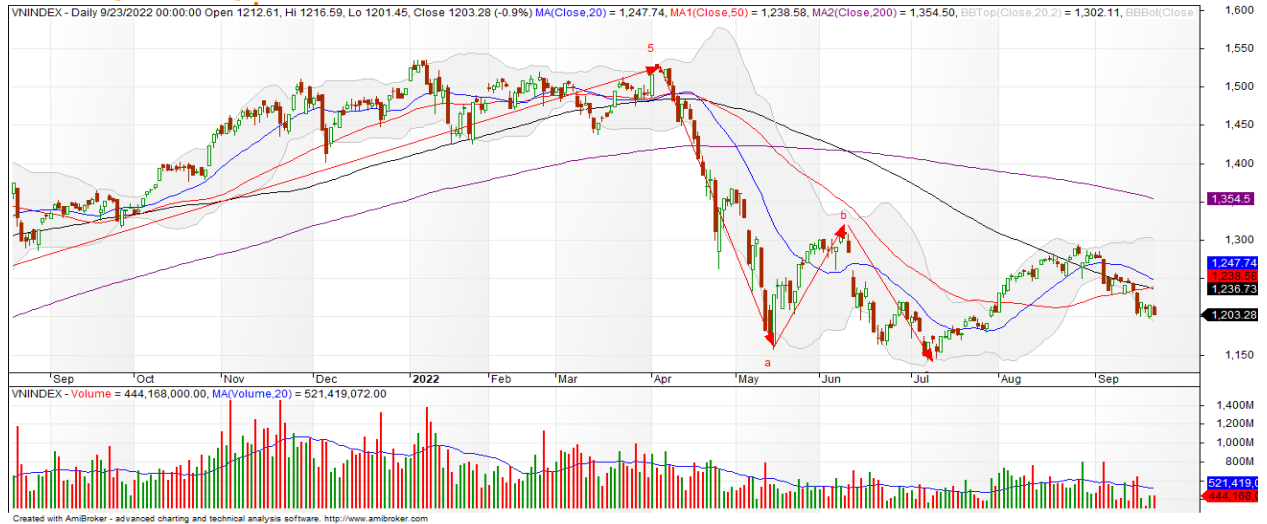 VNINDEX - Daily 9/23/2022 00:00:00 Open 1212.61, Hi 1216.59, Lo 1201.45, Close 1203.28 (-0.9%) MA(Close,20) = 1,247.74, MA1(Close,50) = 1,238.58, MA2(Close,200) = 1,354.50, BBTop(Close,20,2) = 1,302.11, BBBot(Close
1,600
1,550
1,500
1,450
1,400
1,354.5
1,300
1,247.74
1,238.58
1,236.73
1,203.28
1,150
5
b
a
Sep Oct Nov Dec 2022 Feb Mar Apr May Jun Jul Aug Sep
VNINDEX - Volume = 444,168,000.00, MA(Volume,20) = 521,419,072.00
1,400M
1,200M
1,000M
800M
521,419,0
444,168,0
Created with AmiBroker - advanced charting and technical analysis software. http://www.amibroker.com